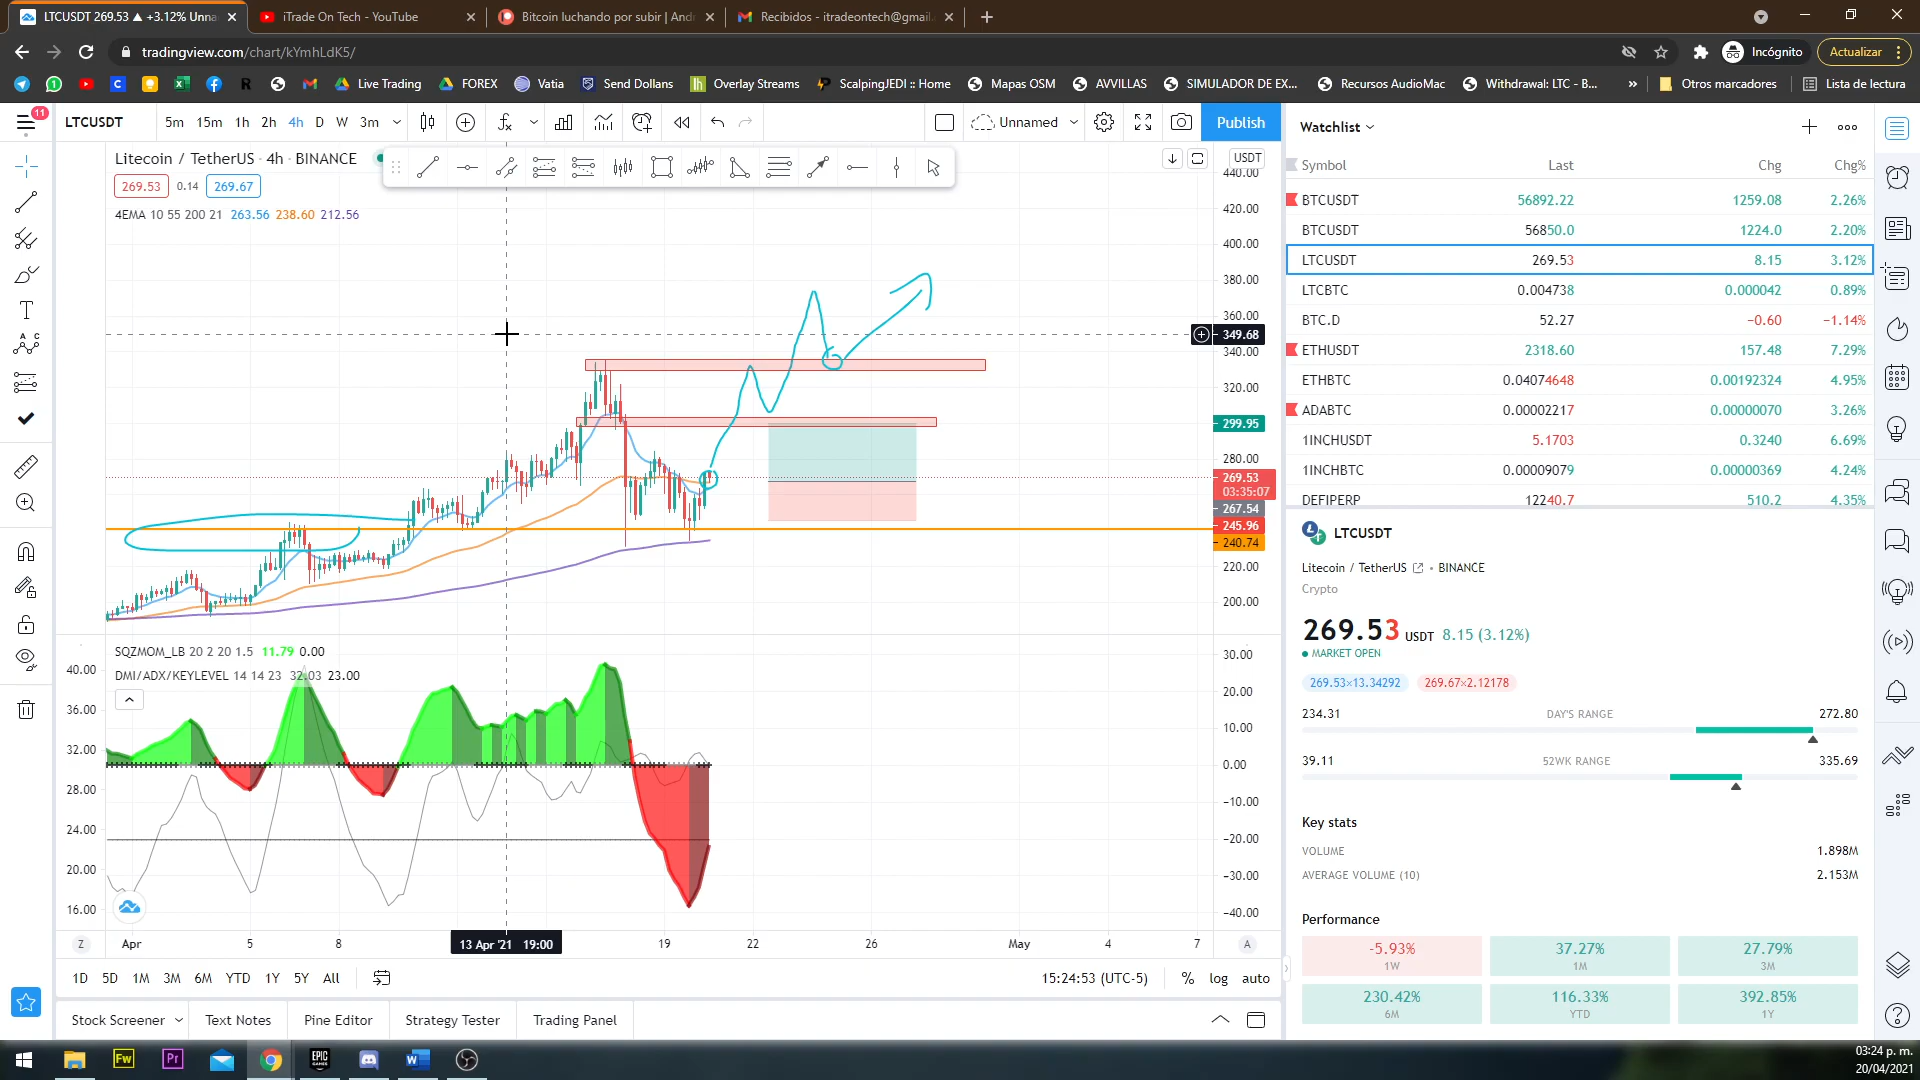 LTCUSDT 269.53 ▲ +3.12% Unna
iTrade On Tech - YouTube
Bitcoin luchando por subir | And
Recibidos - itradeontech@gmail.
tradingview.com/chart/kYmhLdK5/
Incógnito
Actualizar
Live Trading
FOREX
Vatia
Send Dollans
Overlay Streams
ScalpingJEDI :: Home
Mapas OSM
AVVILLAS
SIMULADOR DE EX...
Recursos AudioMac
Withdrawal: LTC - B...
»
Otros marcadores
Lista de lectura
11
LTCUSDT
5m 15m 1h 2h 4h D W 3m
Unnamed
Publish
Litecoin / TetherUS · 4h · BINANCE
269.53 0.14 269.67
4EMA 10 55 200 21 263.56 238.60 212.56
USDT
440.00
420.00
400.00
380.00
360.00
349.68
340.00
320.00
299.95
280.00
269.53
03:35:07
267.54
245.96
240.74
220.00
200.00
SQZMOM_LB 20 2 20 1.5 11.79 0.00
DMI/ADX/KEYLEVEL 14 14 23 32.03 23.00
40.00
36.00
32.00
28.00
24.00
20.00
16.00
30.00
20.00
10.00
0.00
−10.00
−20.00
−30.00
−40.00
Z
Apr 5 8 13 Apr '21 19:00 19 22 26 May 4 7
A
1D 5D 1M 3M 6M YTD 1Y 5Y All
15:24:53 (UTC-5) % log auto
Stock Screener
Text Notes
Pine Editor
Strategy Tester
Trading Panel
Watchlist
Symbol Last Chg Chg%
BTCUSDT 56892.22 1259.08 2.26%
BTCUSDT 56850.0 1224.0 2.20%
LTCUSDT 269.53 8.15 3.12%
LTCBTC 0.004738 0.000042 0.89%
BTC.D 52.27 −0.60 −1.14%
ETHUSDT 2318.60 157.48 7.29%
ETHBTC 0.04074648 0.00192324 4.95%
ADABTC 0.00002217 0.00000070 3.26%
1INCHUSDT 5.1703 0.3240 6.69%
1INCHBTC 0.00009079 0.00000369 4.24%
DEFIPERP 12240.7 510.2 4.35%
LTCUSDT
Litecoin / TetherUS • BINANCE
Crypto
269.53 USDT 8.15 (3.12%)
MARKET OPEN
269.53×13.34292 269.67×2.12178
234.31 DAY'S RANGE 272.80
39.11 52WK RANGE 335.69
Key stats
VOLUME 1.898M
AVERAGE VOLUME (10) 2.153M
Performance
-5.93% 37.27% 27.79%
1W 1M 3M
230.42% 116.33% 392.85%
6M YTD 1Y
Fw
Pr
EPIC
GAMES
03:24 p. m.
20/04/2021